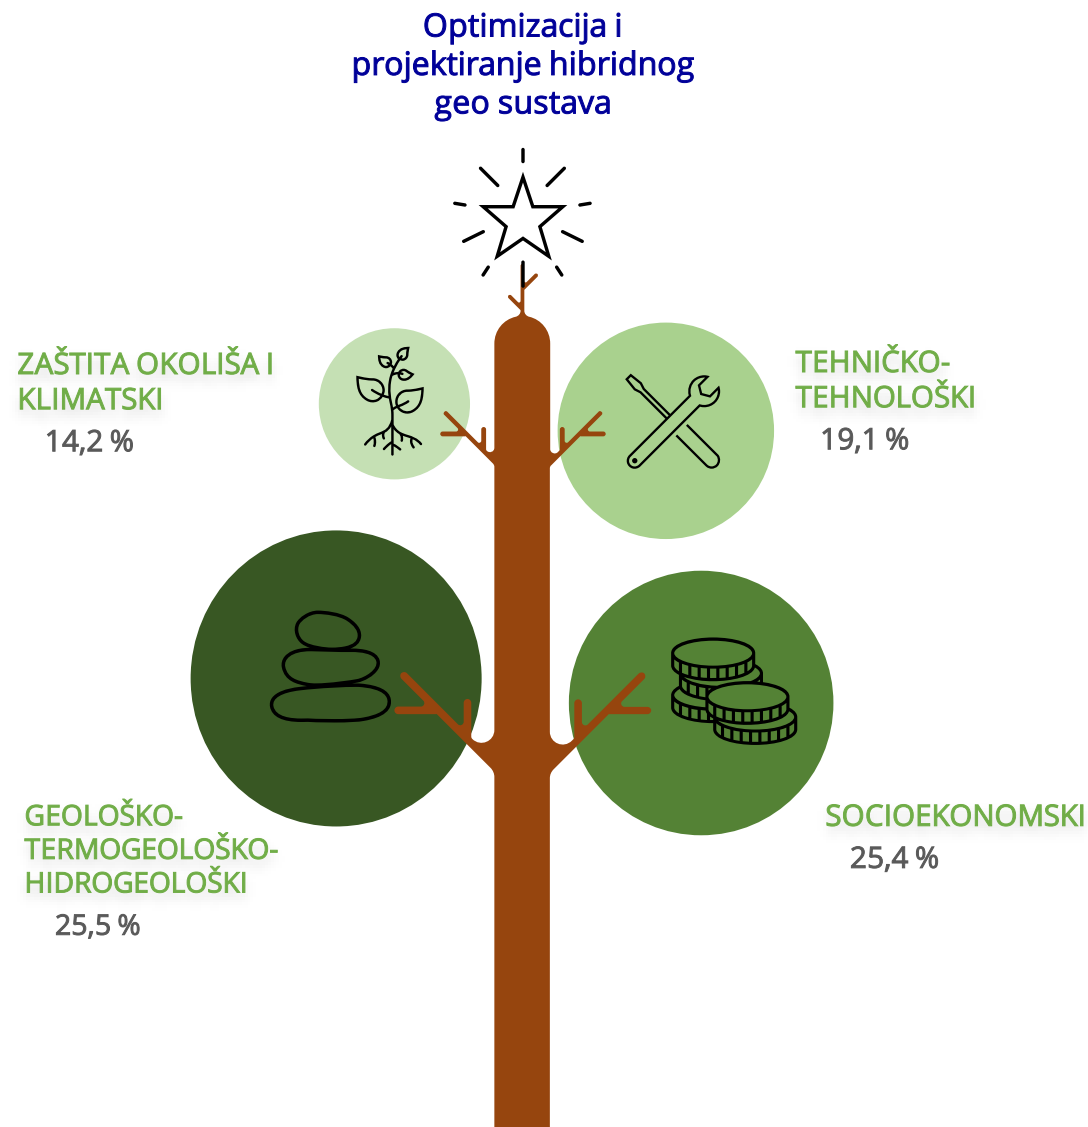 Optimizacija i
projektiranje hibridnog
geo sustava
ZAŠTITA OKOLIŠA I
KLIMATSKI
14,2 %
TEHNIČKO-
TEHNOLOŠKI
19,1 %
GEOLOŠKO-
TERMOGEOLOŠKO-
HIDROGEOLOŠKI
25,5 %
SOCIOEKONOMSKI
25,4 %